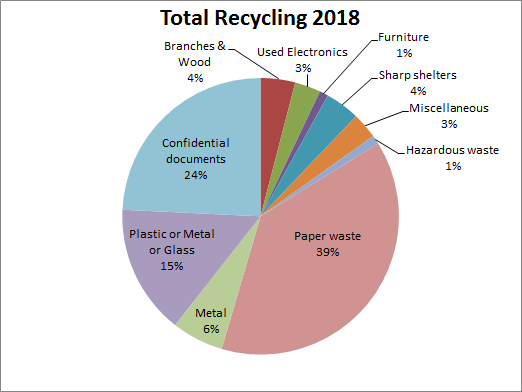 Total Recycling 2018
Branches &
Wood
4%
Used Electronics
3%
Furniture
1%
Sharp shelters
4%
Miscellaneous
3%
Hazardous waste
1%
Paper waste
39%
Metal
6%
Plastic or Metal
or Glass
15%
Confidential
documents
24%